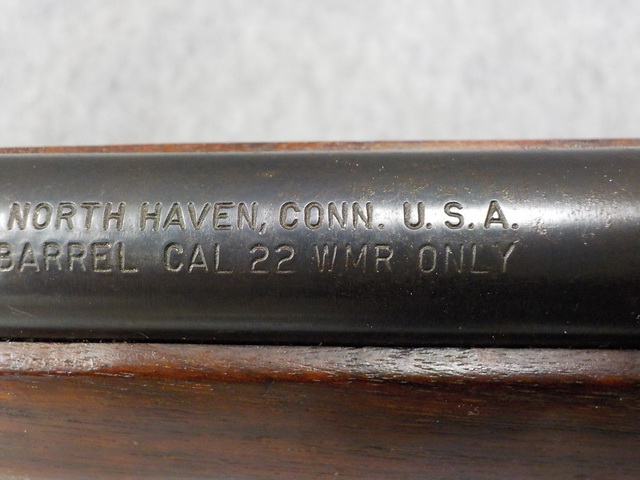 NORTH HAVEN, CONN. U.S.A.
BARREL CAL 22 WMR ONLY